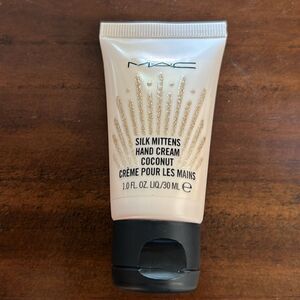 MAC
SILK MITTENS
HAND CREAM
COCONUT
CRÈME POUR LES MAINS
1.0 FL. OZ. LIQ./30 ML ℮